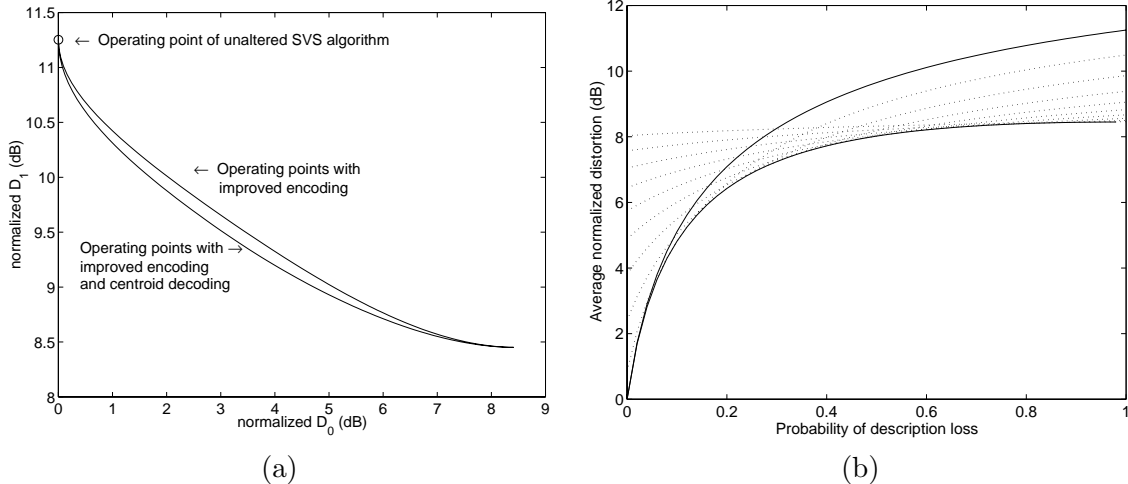 11.5
11
10.5
10
9.5
9
8.5
8
0 1 2 3 4 5 6 7 8 9
normalized D1 (dB)
normalized D0 (dB)
← Operating point of unaltered SVS algorithm
← Operating points with
improved encoding
Operating points with →
improved encoding
and centroid decoding
(a)
12
10
8
6
4
2
0
0 0.2 0.4 0.6 0.8 1
Average normalized distortion (dB)
Probability of description loss
(b)